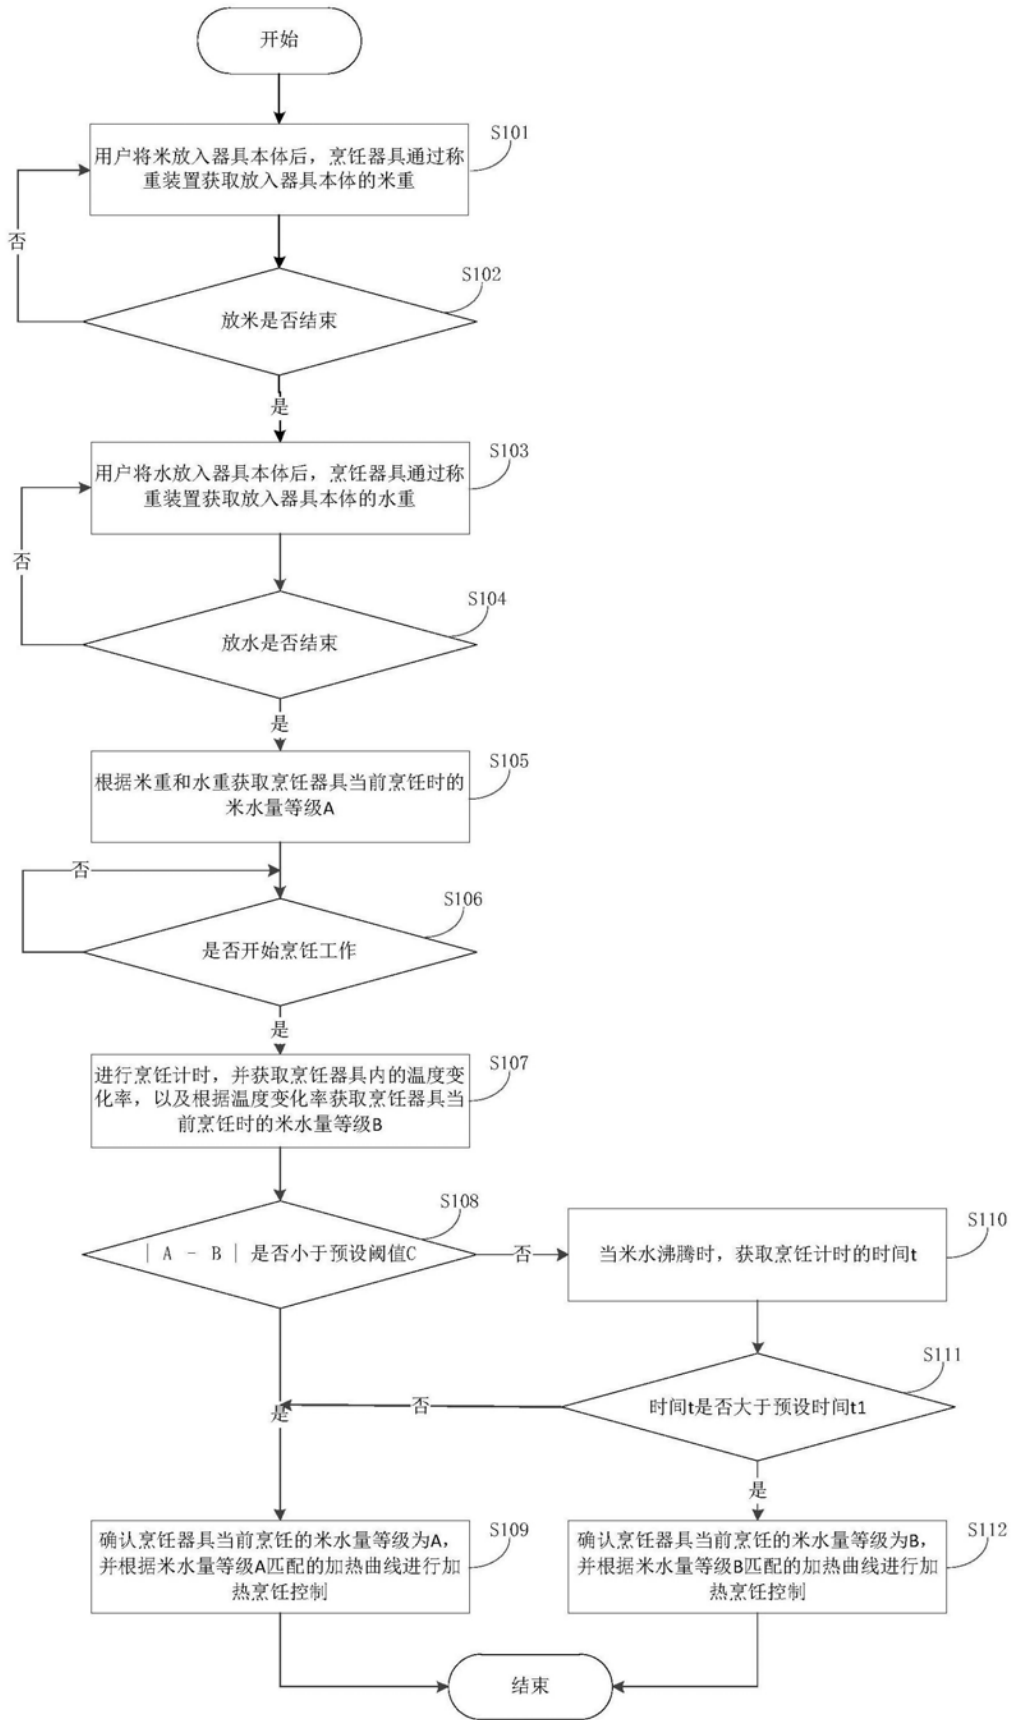 开始
S101
用户将米放入器具本体后，烹饪器具通过称
重装置获取放入器具本体的米重
否
S102
放米是否结束
是
S103
用户将水放入器具本体后，烹饪器具通过称
重装置获取放入器具本体的水重
否
S104
放水是否结束
是
S105
根据米重和水重获取烹饪器具当前烹饪时的
米水量等级A
否
S106
是否开始烹饪工作
是
S107
进行烹饪计时，并获取烹饪器具内的温度变
化率，以及根据温度变化率获取烹饪器具当
前烹饪时的米水量等级B
S108
| A - B | 是否小于预设阈值C
否
S110
当米水沸腾时，获取烹饪计时的时间t
S111
时间t是否大于预设时间t1
否
是
是
S109
确认烹饪器具当前烹饪的米水量等级为A，
并根据米水量等级A匹配的加热曲线进行加
热烹饪控制
S112
确认烹饪器具当前烹饪的米水量等级为B，
并根据米水量等级B匹配的加热曲线进行加
热烹饪控制
结束